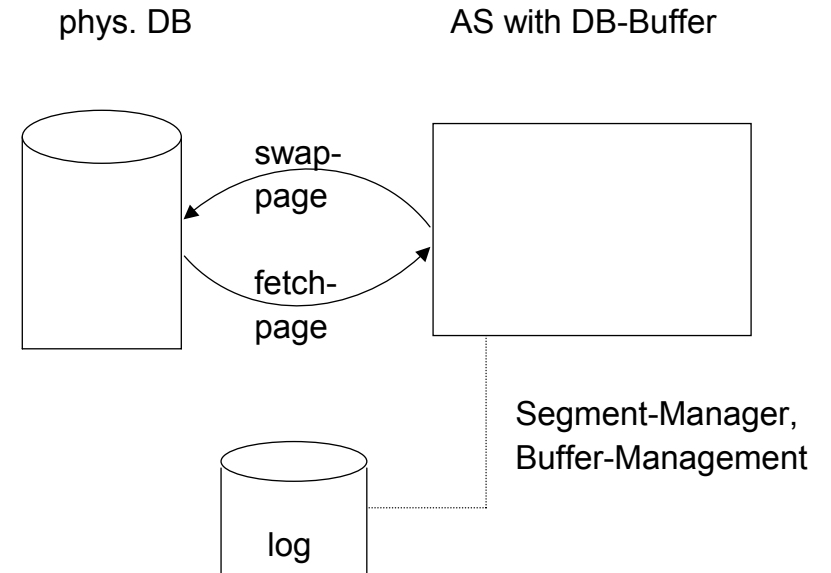 phys. DB
AS with DB-Buffer
swap-
page
fetch-
page
Segment-Manager,
Buffer-Management
log